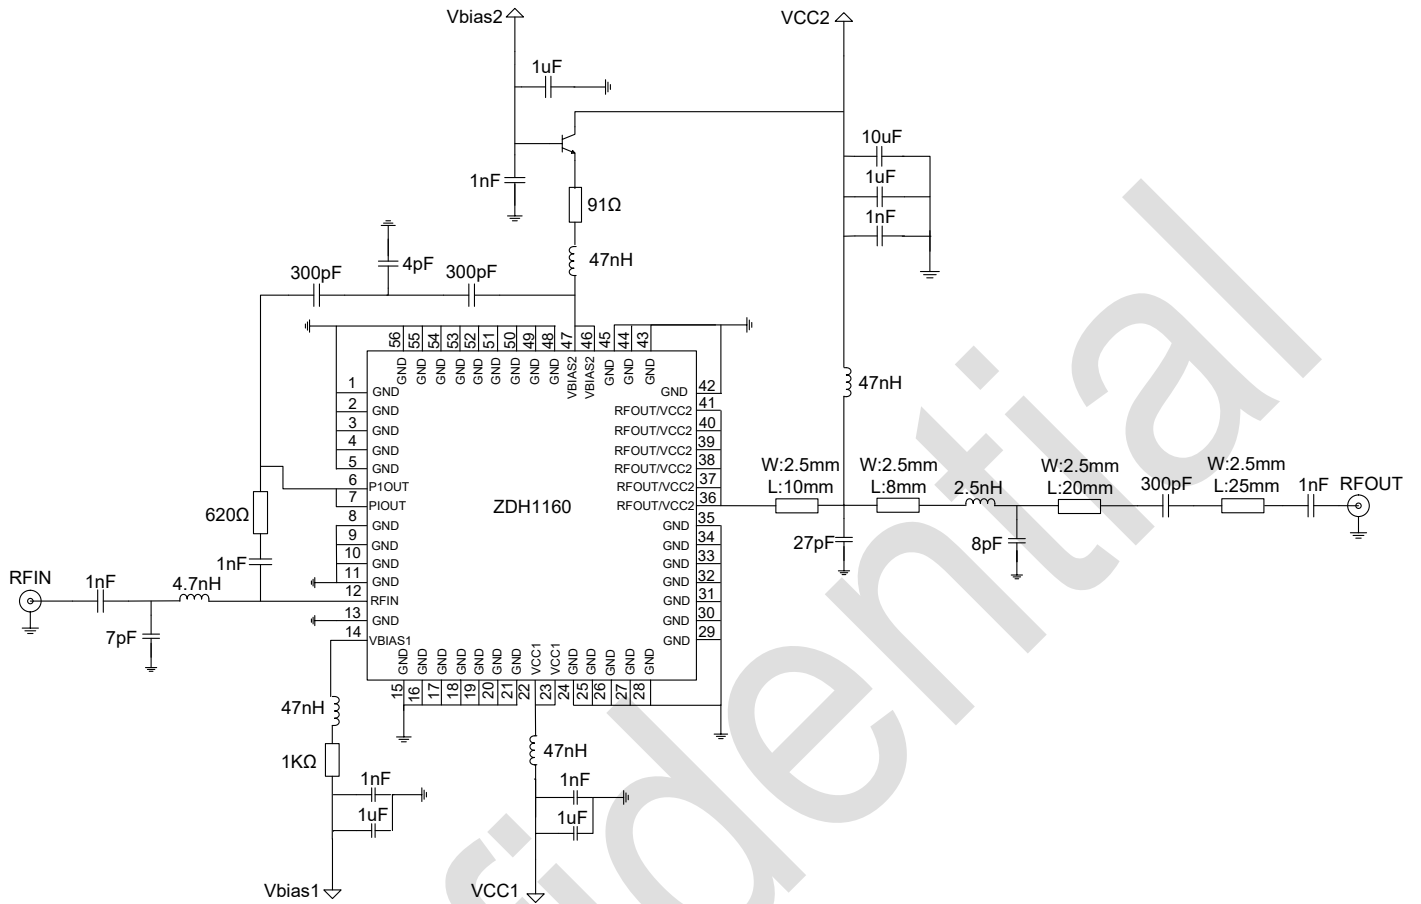 Vbias2
VCC2
1uF
10uF
1uF
1nF
1nF
91Ω
47nH
4pF
300pF
300pF
56
55
54
53
52
51
50
49
48
47
46
45
44
43
GND
GND
GND
GND
GND
GND
GND
GND
GND
VBIAS2
VBIAS2
GND
GND
GND
47nH
1
GND
2
GND
3
GND
4
GND
5
GND
6
P1OUT
7
PIOUT
8
GND
9
GND
10
GND
11
GND
12
RFIN
13
GND
14
VBIAS1
ZDH1160
GND
42
RFOUT/VCC2
41
RFOUT/VCC2
40
RFOUT/VCC2
39
RFOUT/VCC2
38
RFOUT/VCC2
37
RFOUT/VCC2
36
GND
35
GND
34
GND
33
GND
32
GND
31
GND
30
GND
29
W:2.5mm
L:10mm
W:2.5mm
L:8mm
2.5nH
W:2.5mm
L:20mm
300pF
W:2.5mm
L:25mm
1nF
RFOUT
27pF
8pF
620Ω
1nF
RFIN
1nF
4.7nH
7pF
GND
GND
GND
GND
GND
GND
GND
VCC1
VCC1
GND
GND
GND
GND
GND
15
16
17
18
19
20
21
22
23
24
25
26
27
28
47nH
1KΩ
1nF
1uF
Vbias1
47nH
1nF
1uF
VCC1
fidential